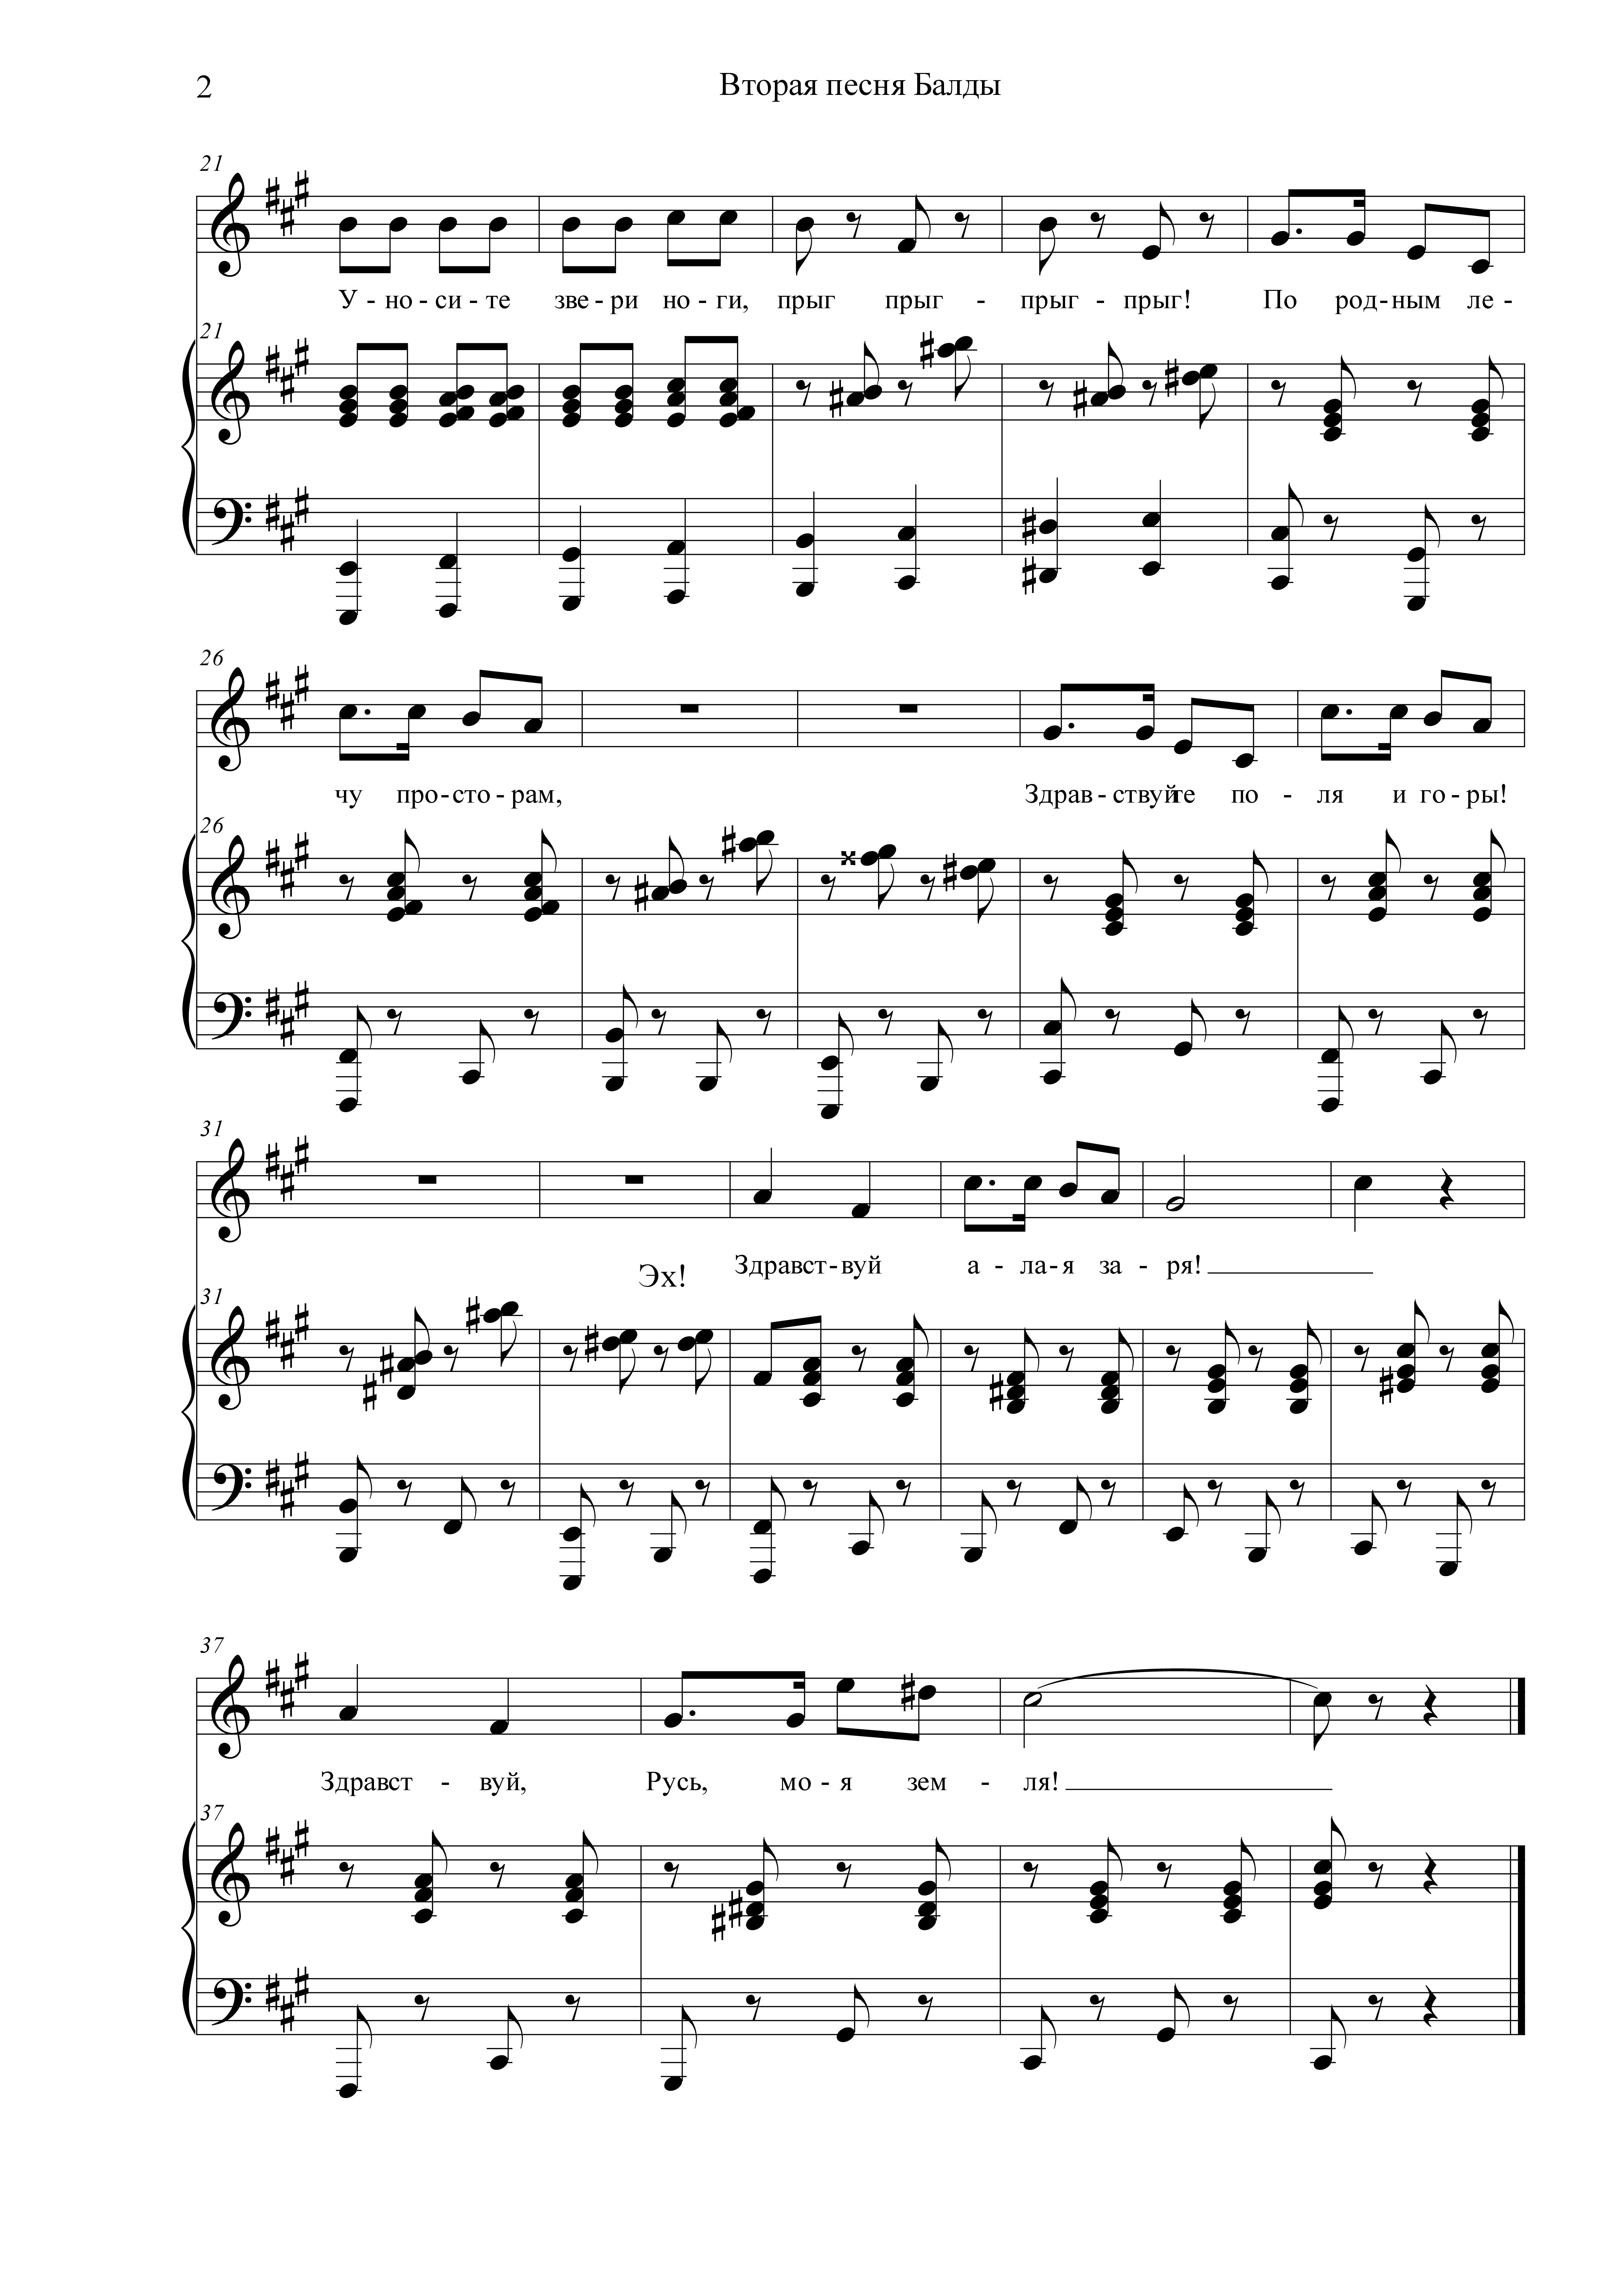 2 Вторая песня Балды
21
У - но - си - те зве - ри но - ги, прыг прыг - прыг - прыг! По род - ным ле -
21
26
чу про - сто - рам, Здрав - ствуйте по - ля и го - ры!
26
31
Здравст - вуй а - ла - я за - ря!
Эх!
31
37
Здравст - вуй, Русь, мо - я зем - ля!
37